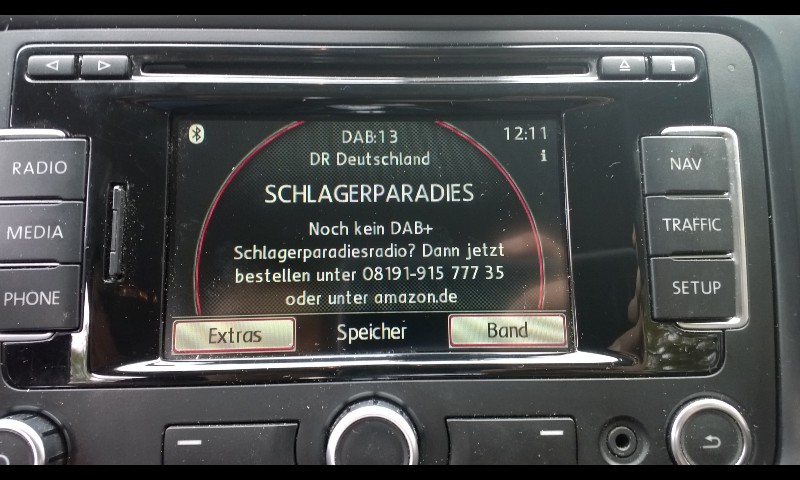 DAB:13
12:11
DR Deutschland
i
SCHLAGERPARADIES
Noch kein DAB+
Schlagerparadiesradio? Dann jetzt
bestellen unter 08191-915 777 35
oder unter amazon.de
Extras
Speicher
Band
RADIO
MEDIA
PHONE
NAV
TRAFFIC
SETUP
i